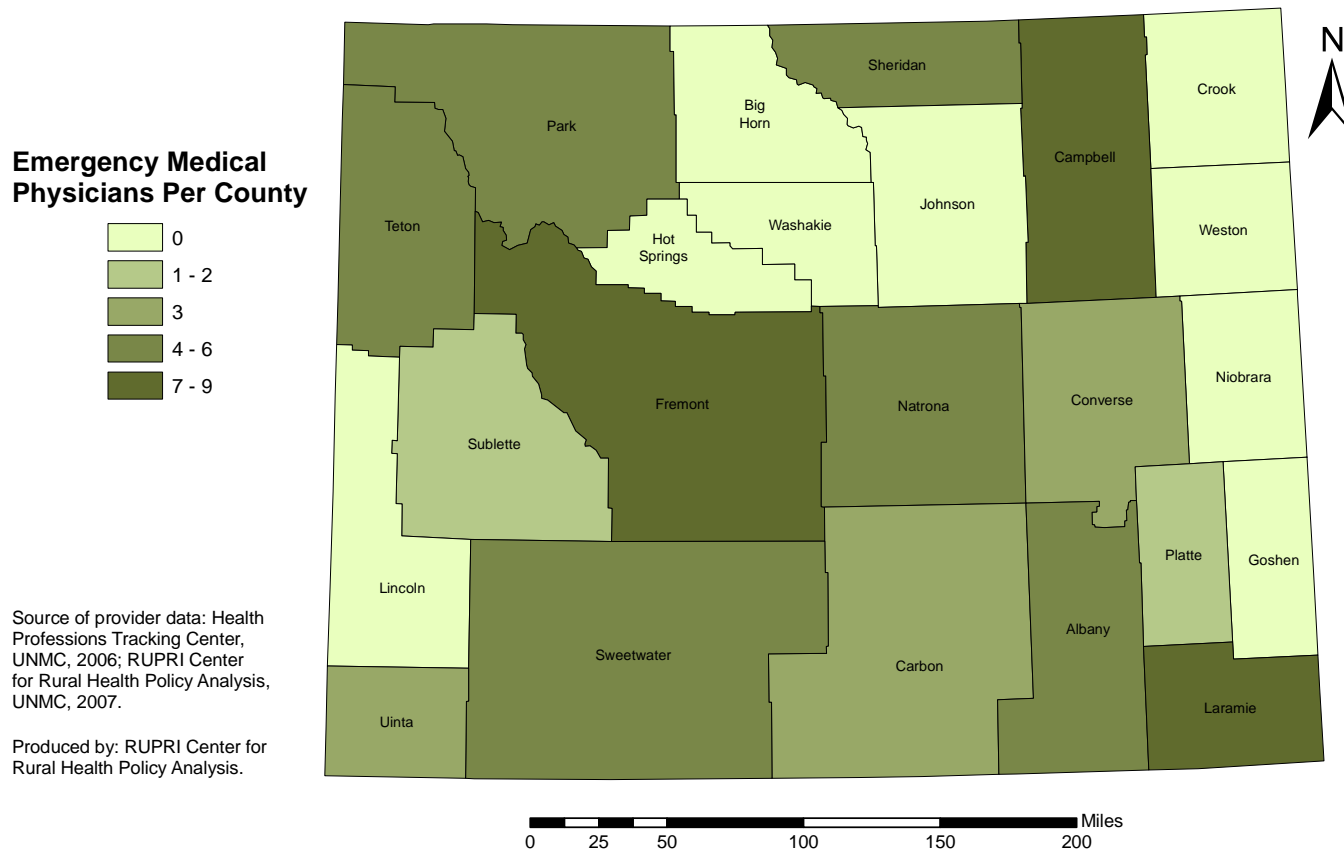 N
Emergency Medical
Physicians Per County
0
1 - 2
3
4 - 6
7 - 9
Sheridan
Crook
Big
Horn
Park
Campbell
Johnson
Teton
Washakie
Weston
Hot
Springs
Niobrara
Converse
Fremont
Natrona
Sublette
Platte
Goshen
Lincoln
Albany
Sweetwater
Carbon
Laramie
Uinta
Source of provider data: Health
Professions Tracking Center,
UNMC, 2006; RUPRI Center
for Rural Health Policy Analysis,
UNMC, 2007.
Produced by: RUPRI Center for
Rural Health Policy Analysis.
Miles
0 25 50 100 150 200